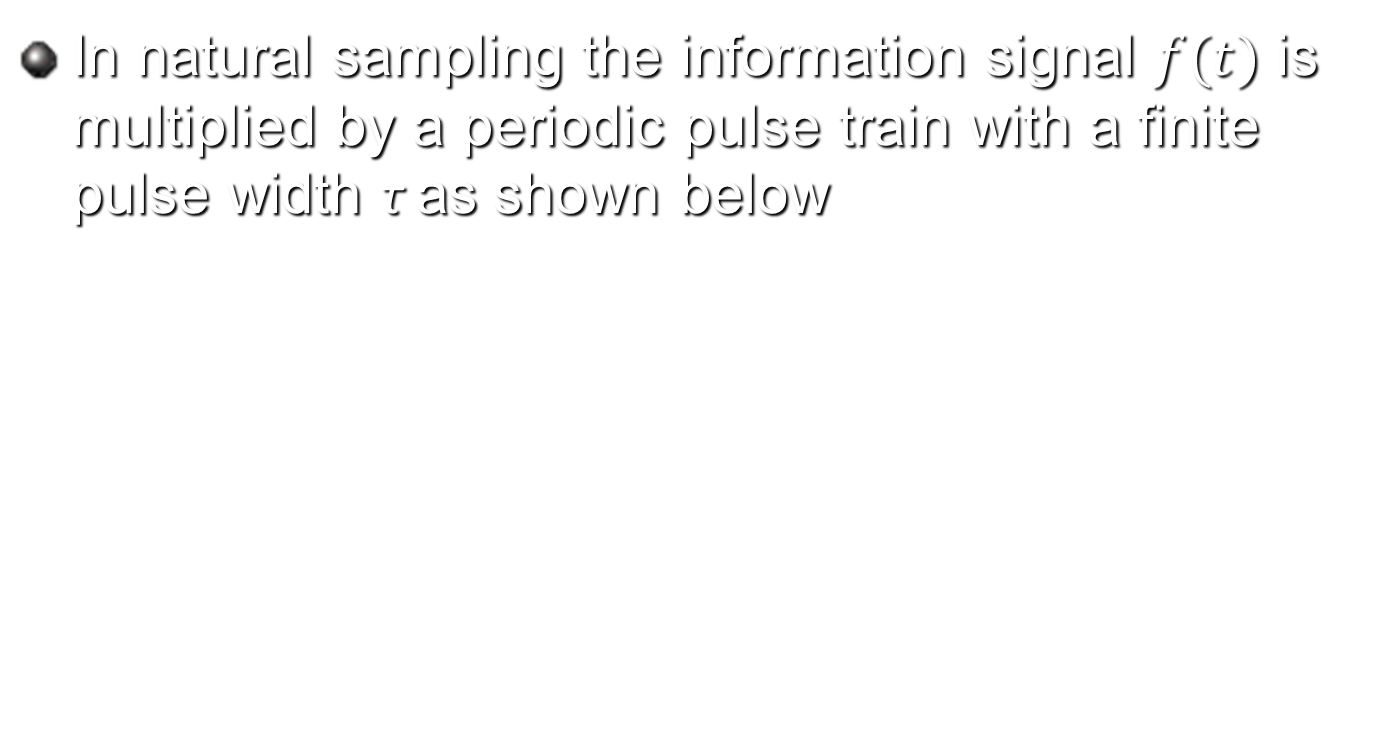 In natural sampling the information signal f(t) is
multiplied by a periodic pulse train with a finite
pulse width τ as shown below